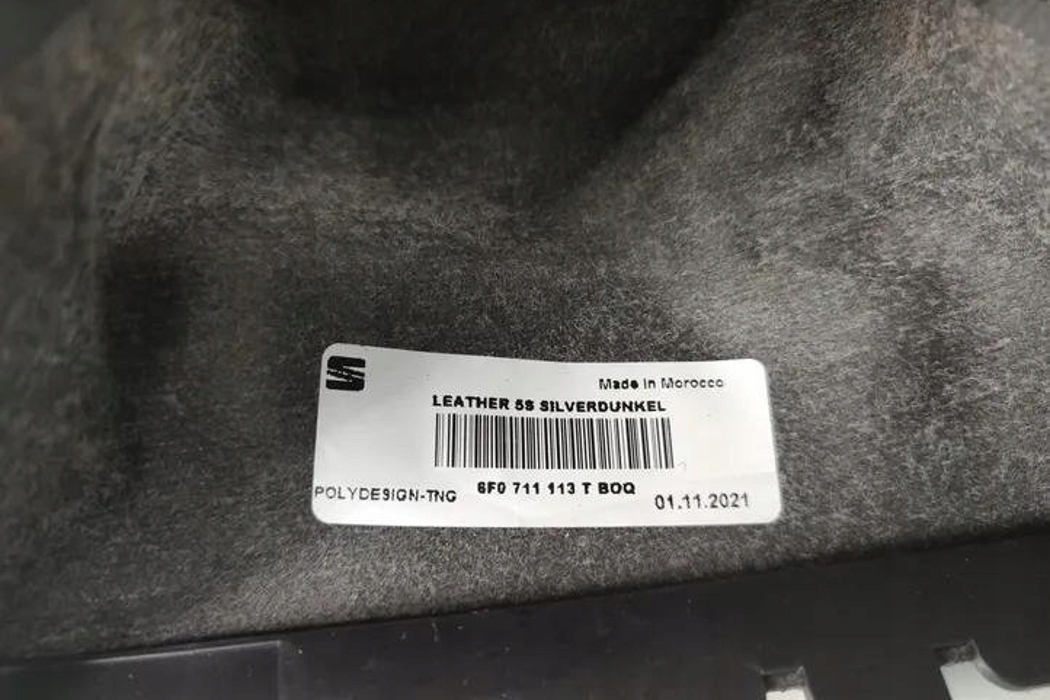 Made in Morocco
LEATHER 5S SILVERDUNKEL
6F0 711 113 T BOQ
POLYDESIGN-TNG
01.11.2021